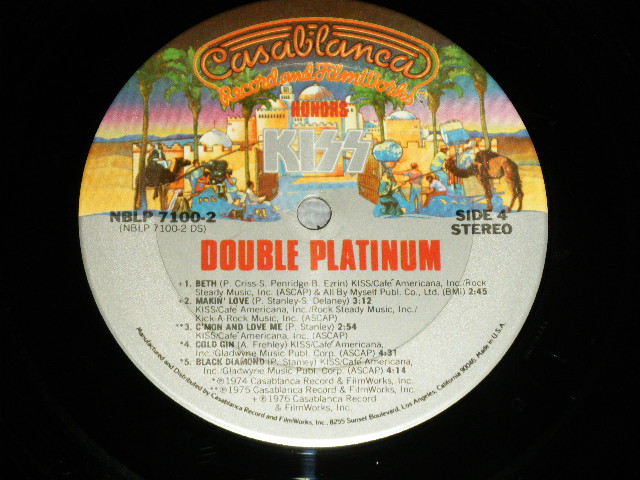 Casablanca
Record and FilmWorks
HONORS
KISS
NBLP 7100-2
(NBLP 7100-2 DS)
SIDE 4
STEREO
DOUBLE PLATINUM
+1. BETH (P. Criss-S. Penridge-B. Ezrin) KISS/Cafe' Americana, Inc./Rock
Steady Music, Inc. (ASCAP) & All By Myself Publ. Co., Ltd. (BMI) 2:45
+2. MAKIN' LOVE (P. Stanley-S. Delaney) 3:12
KISS/Cafe' Americana, Inc./Rock Steady Music, Inc./
Kick-A-Rock Music, Inc. (ASCAP)
**3. C'MON AND LOVE ME (P. Stanley) 2:54
KISS/Cafe' Americana, Inc. (ASCAP)
*4. COLD GIN (A. Frehley) KISS/Cafe' Americana,
Inc./Gladwyne Music Publ. Corp. (ASCAP) 4:31
*5. BLACK DIAMOND (P. Stanley) KISS/Cafe' Americana,
Inc./Gladwyne Music Publ. Corp. (ASCAP) 4:14
*℗1974 Casablanca Record & FilmWorks, Inc.
**℗1975 Casablanca Record & FilmWorks, Inc.
+ ℗1976 Casablanca Record
& FilmWorks, Inc.
Manufactured and Distributed by Casablanca Record and FilmWorks, Inc., 8255 Sunset Boulevard, Los Angeles, California 90046. Made in U.S.A.